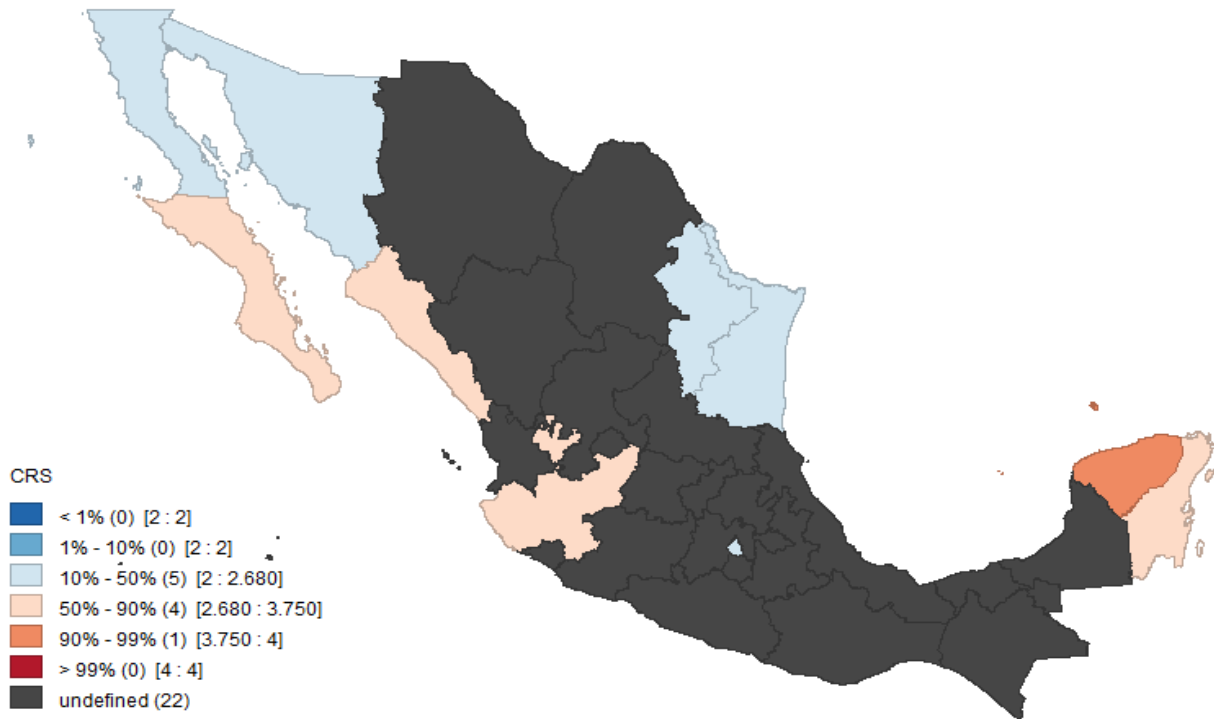 CRS
< 1% (0) [2 : 2]
1% - 10% (0) [2 : 2]
10% - 50% (5) [2 : 2.680]
50% - 90% (4) [2.680 : 3.750]
90% - 99% (1) [3.750 : 4]
> 99% (0) [4 : 4]
undefined (22)